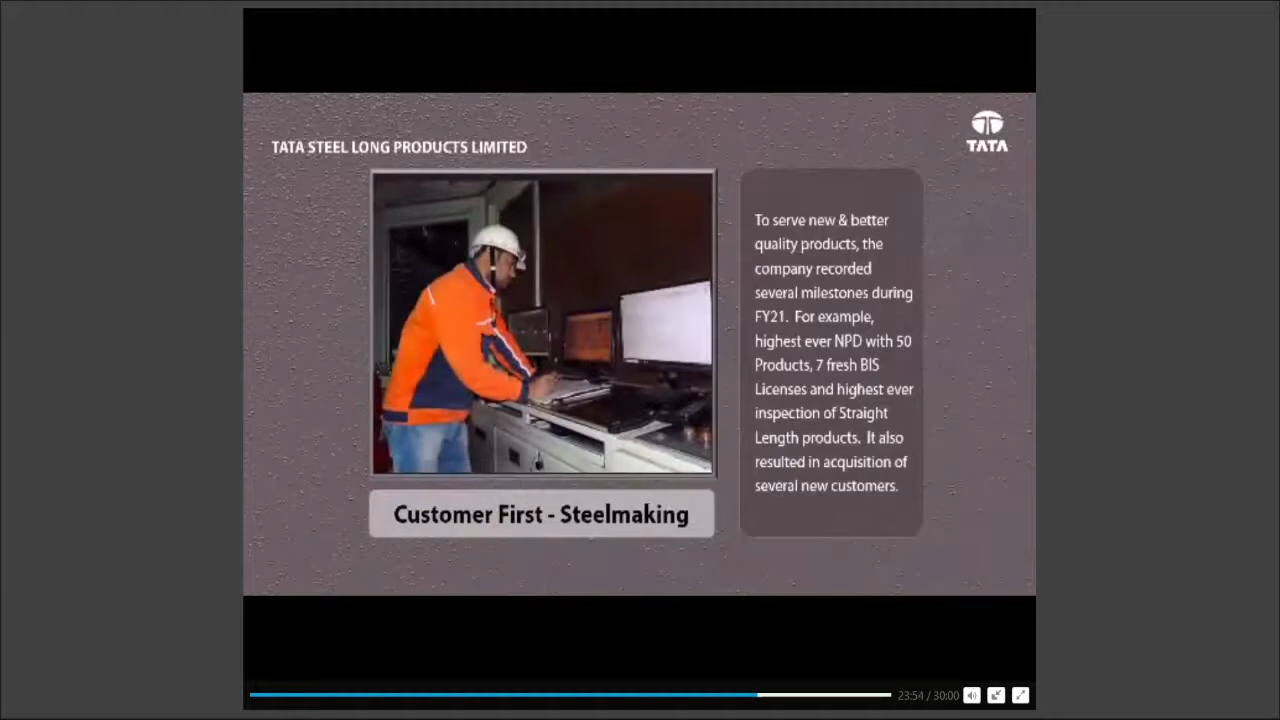 TATA STEEL LONG PRODUCTS LIMITED
TATA
To serve new & better
quality products, the
company recorded
several milestones during
FY21.  For example,
highest ever NPD with 50
Products, 7 fresh BIS
Licenses and highest ever
inspection of Straight
Length products.  It also
resulted in acquisition of
several new customers.
Customer First - Steelmaking
23:54 / 30:00